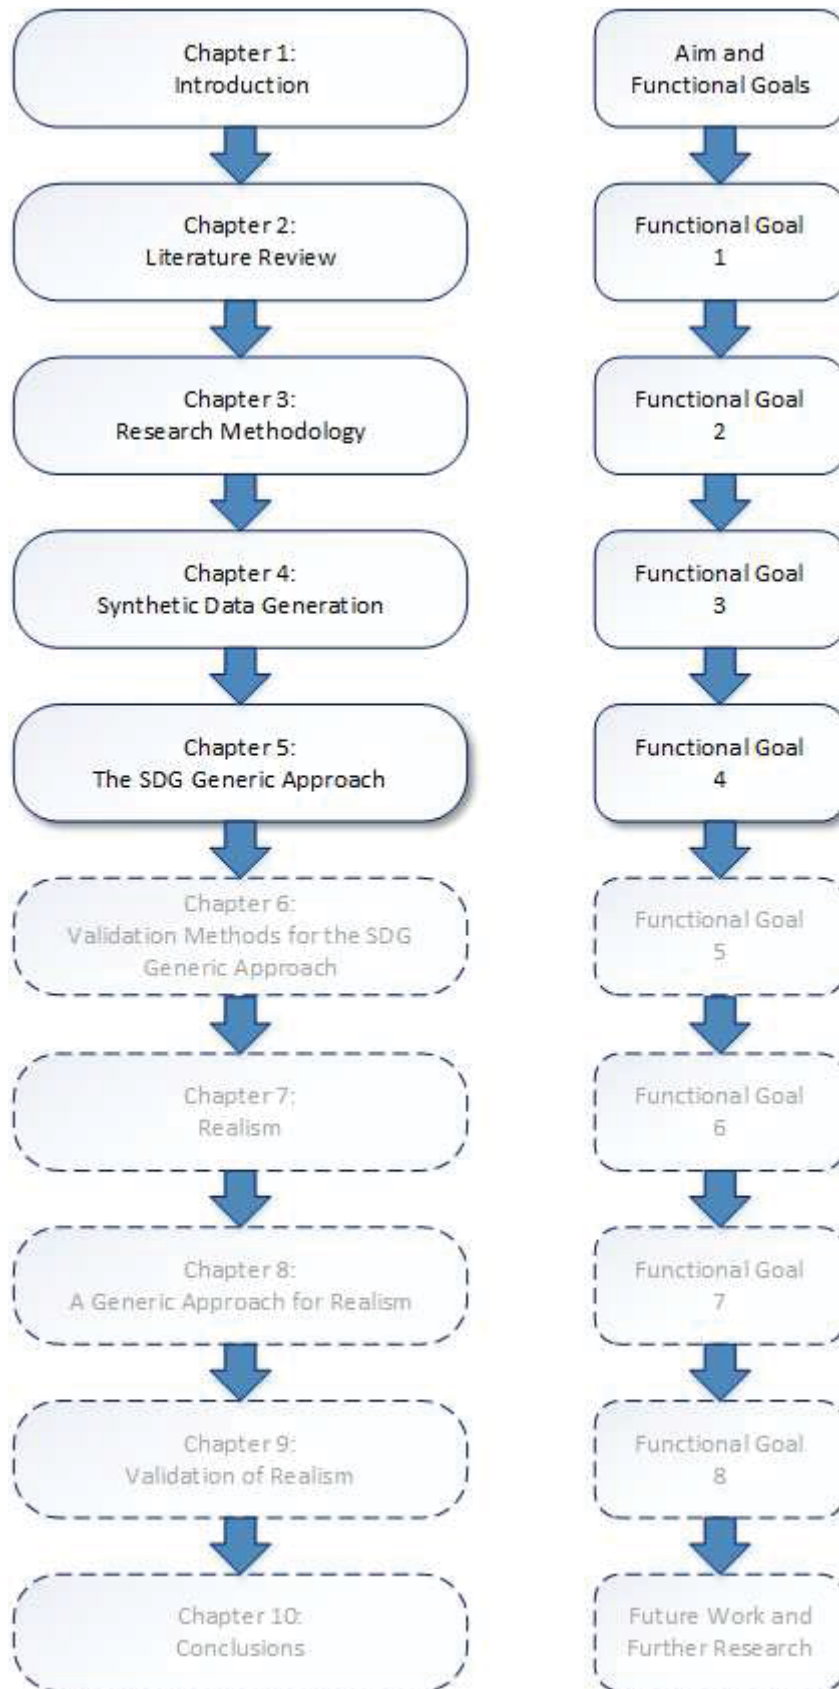 Chapter 1:
Introduction
Aim and
Functional Goals
Chapter 2:
Literature Review
Functional Goal
1
Chapter 3:
Research Methodology
Functional Goal
2
Chapter 4:
Synthetic Data Generation
Functional Goal
3
Chapter 5:
The SDG Generic Approach
Functional Goal
4
Chapter 6:
Validation Methods for the SDG
Generic Approach
Functional Goal
5
Chapter 7:
Realism
Functional Goal
6
Chapter 8:
A Generic Approach for Realism
Functional Goal
7
Chapter 9:
Validation of Realism
Functional Goal
8
Chapter 10:
Conclusions
Future Work and
Further Research